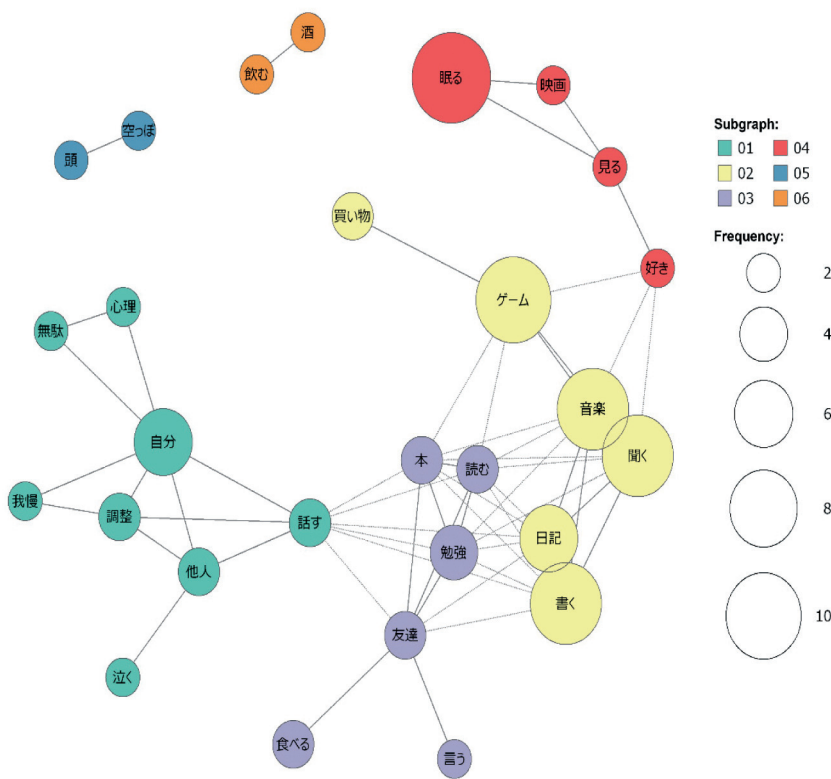 酒
飲む
眠る
映画
空っぽ
頭
見る
買い物
好き
ゲーム
心理
無駄
音楽
自分
聞く
本
読む
我慢
調整
話す
日記
勉強
他人
書く
友達
泣く
食べる
言う
Subgraph:
01 04
02 05
03 06
Frequency:
2
4
6
8
10